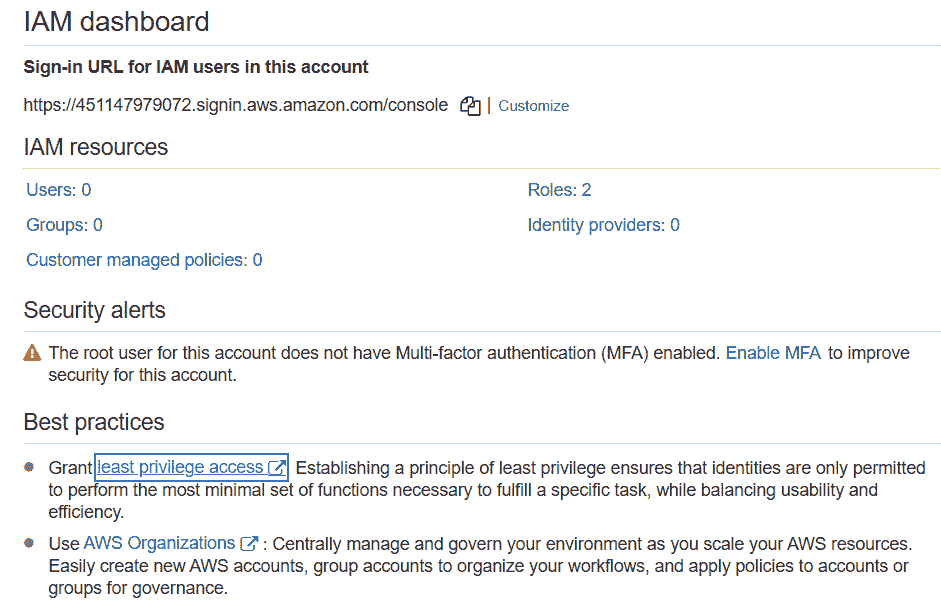 IAM dashboard
Sign-in URL for IAM users in this account
https://451147979072.signin.aws.amazon.com/console | Customize
IAM resources
Users: 0
Roles: 2
Groups: 0
Identity providers: 0
Customer managed policies: 0
Security alerts
The root user for this account does not have Multi-factor authentication (MFA) enabled. Enable MFA to improve
security for this account.
Best practices
Grant least privilege access Establishing a principle of least privilege ensures that identities are only permitted
to perform the most minimal set of functions necessary to fulfill a specific task, while balancing usability and
efficiency.
Use AWS Organizations : Centrally manage and govern your environment as you scale your AWS resources.
Easily create new AWS accounts, group accounts to organize your workflows, and apply policies to accounts or
groups for governance.